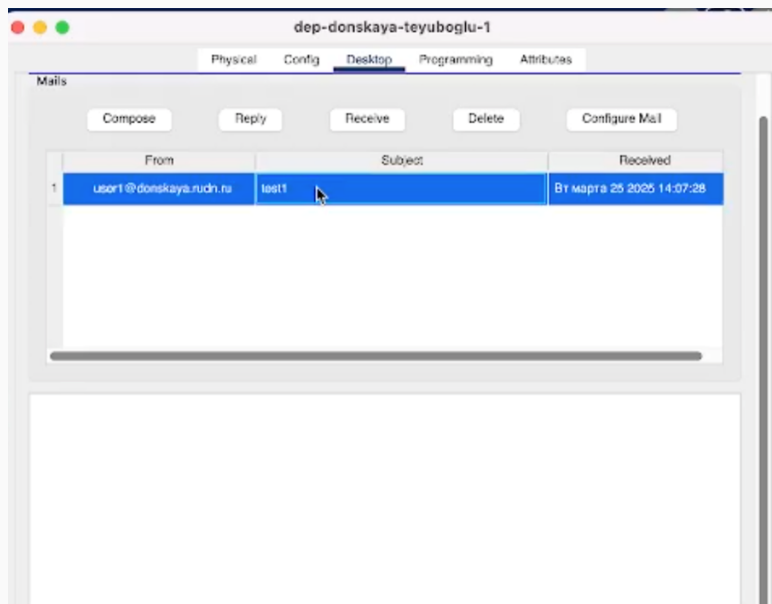 dep-donskaya-teyuboglu-1
Physical Config Desktop Programming Attributes
Mails
Compose Reply Receive Delete Configure Mail
From Subject Received
1 user1@donskaya.rudn.ru test1 Вт марта 25 2025 14:07:28